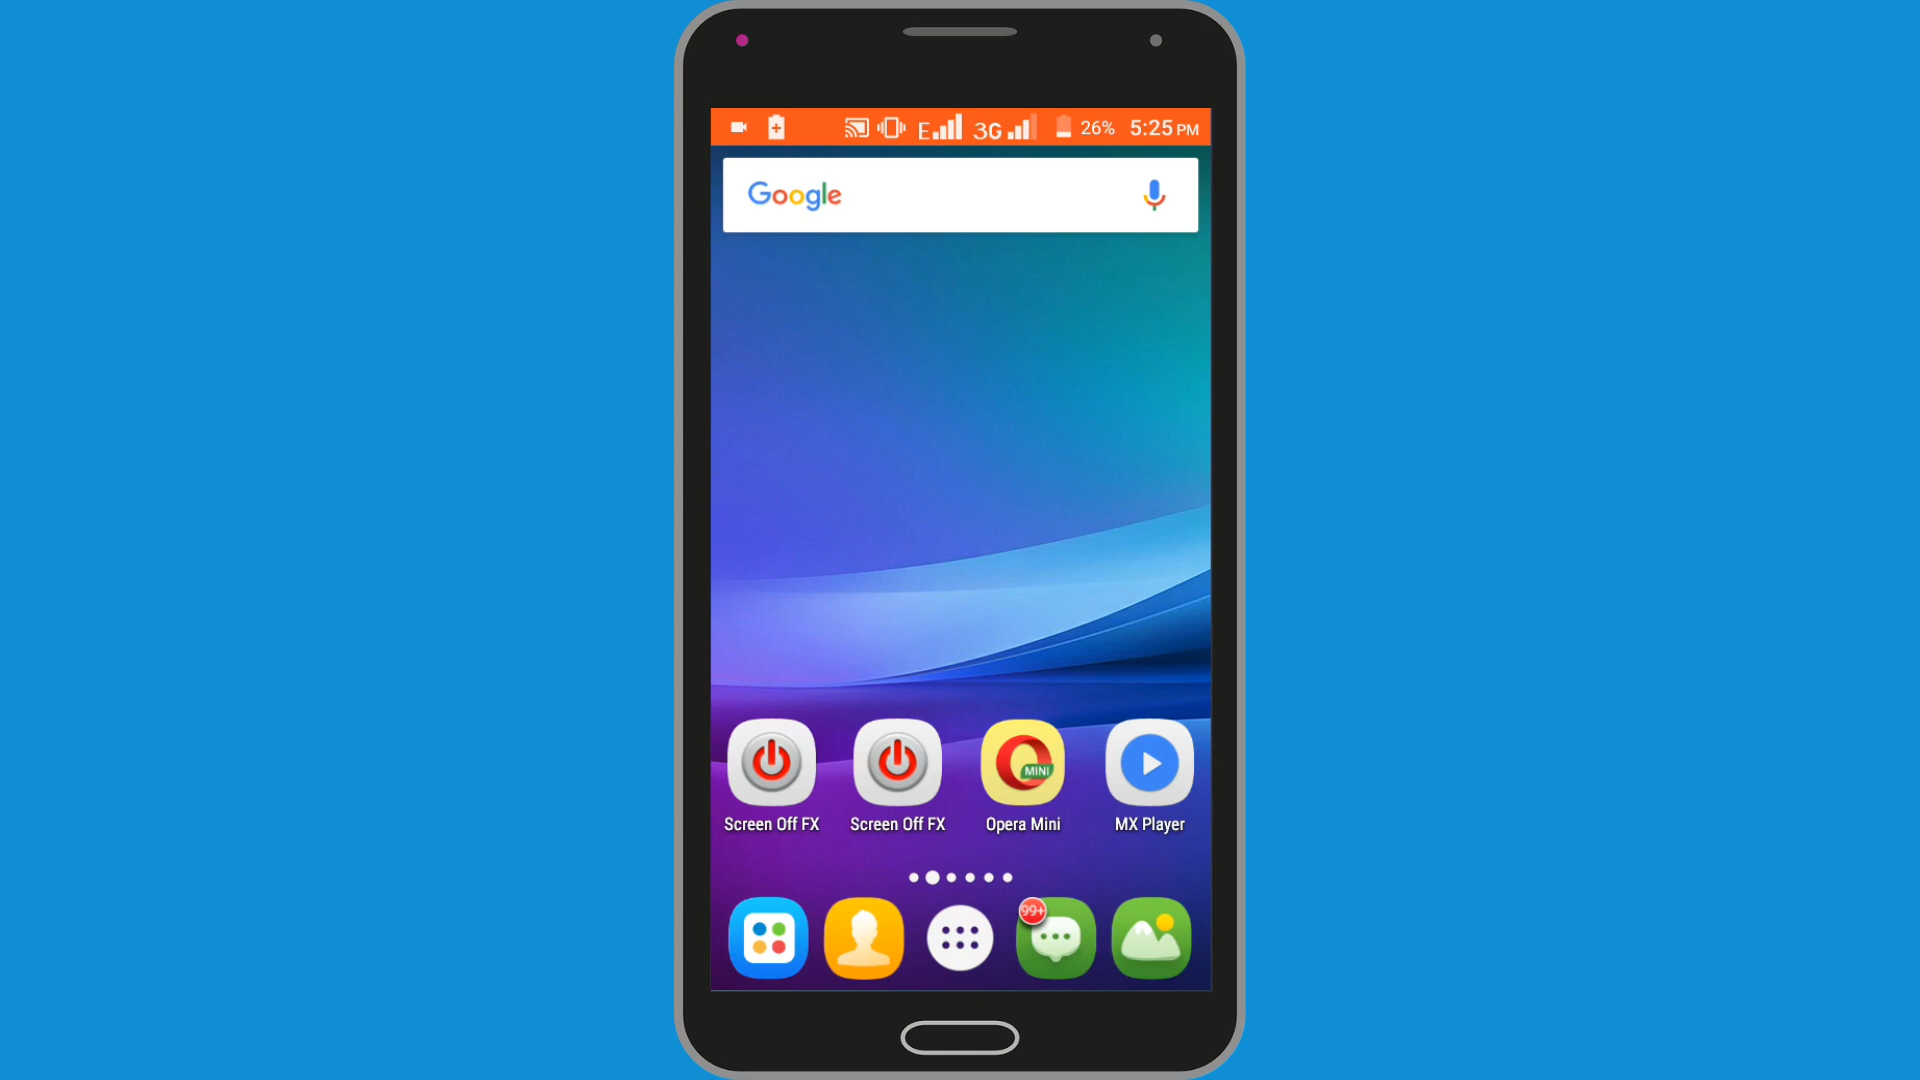 E 3G 26% 5:25 PM
Google
MINI
Screen Off FX Screen Off FX Opera Mini MX Player
99+